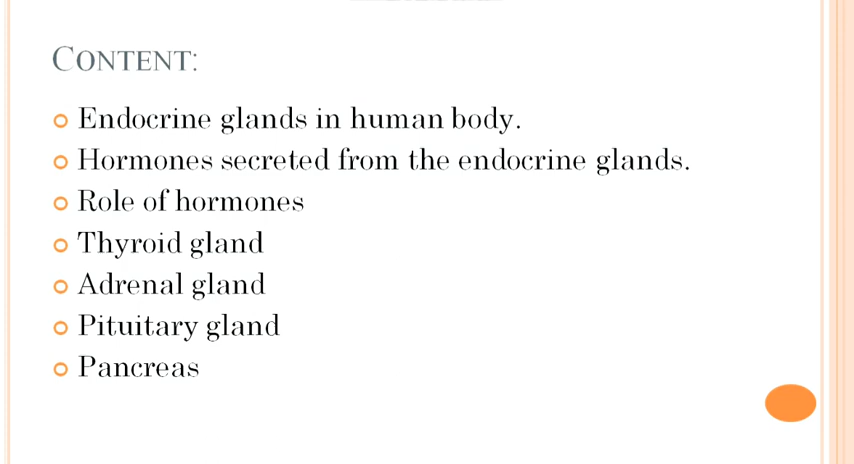 CONTENT:
Endocrine glands in human body.
Hormones secreted from the endocrine glands.
Role of hormones
Thyroid gland
Adrenal gland
Pituitary gland
Pancreas